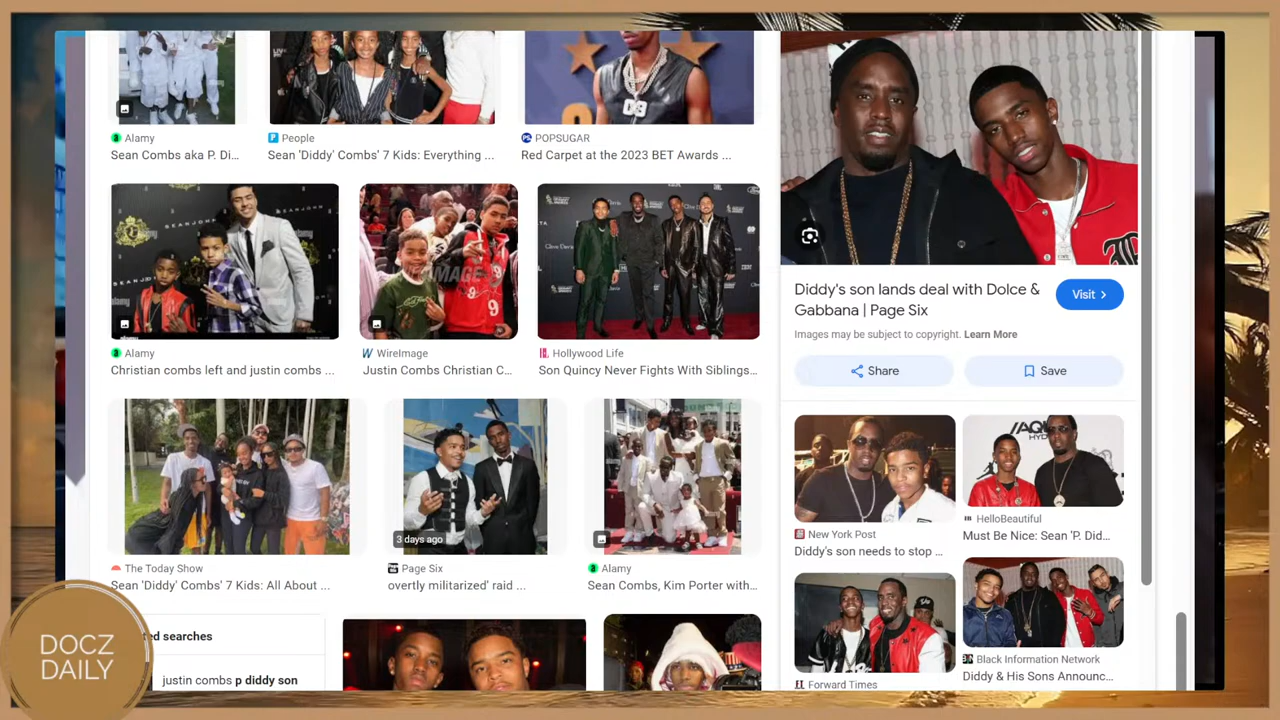 Alamy
Sean Combs aka P. Di...
People
Sean 'Diddy' Combs' 7 Kids: Everything ...
POPSUGAR
Red Carpet at the 2023 BET Awards ...
SEANJOHN
Alamy
Christian combs left and justin combs ...
WireImage
Justin Combs Christian C...
Hollywood Life
Son Quincy Never Fights With Siblings...
Diddy's son lands deal with Dolce &
Gabbana | Page Six
Visit
Images may be subject to copyright. Learn More
Share
Save
3 days ago
The Today Show
Sean 'Diddy' Combs' 7 Kids: All About ...
Page Six
overtly militarized' raid ...
Alamy
Sean Combs, Kim Porter with...
New York Post
Diddy's son needs to stop ...
HelloBeautiful
Must Be Nice: Sean 'P. Did...
Forward Times
Black Information Network
Diddy & His Sons Announc...
ed searches
justin combs p diddy son
DOCZ
DAILY